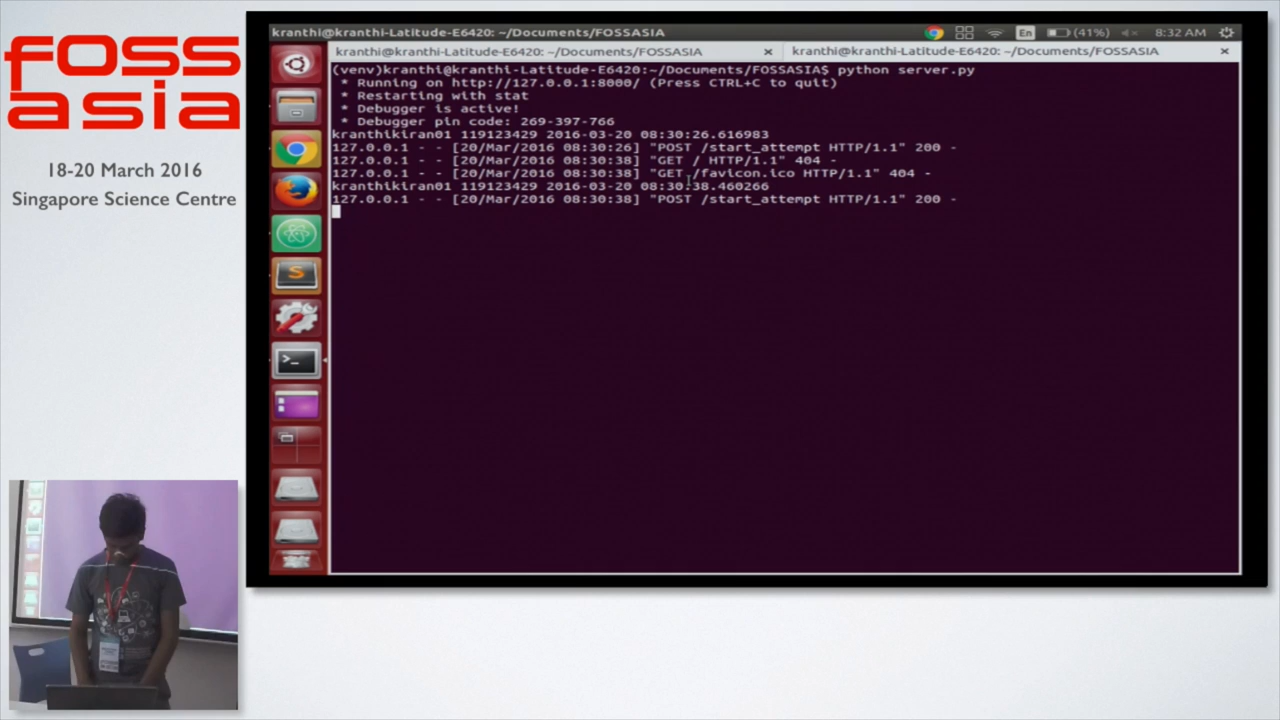 FOSS
ASIA
18-20 March 2016
Singapore Science Centre
kranthi@kranthi-Latitude-E6420: ~/Documents/FOSSASIA
En
(41%)
8:32 AM
kranthi@kranthi-Latitude-E6420: ~/Documents/FOSSASIA × kranthi@kranthi-Latitude-E6420: ~/Documents/FOSSASIA ×
(venv)kranthi@kranthi-Latitude-E6420:~/Documents/FOSSASIA$ python server.py
* Running on http://127.0.0.1:8000/ (Press CTRL+C to quit)
* Restarting with stat
* Debugger is active!
* Debugger pin code: 269-397-766
kranthikiran01 119123429 2016-03-20 08:30:26.616983
127.0.0.1 - - [20/Mar/2016 08:30:26] "POST /start_attempt HTTP/1.1" 200 -
127.0.0.1 - - [20/Mar/2016 08:30:38] "GET / HTTP/1.1" 404 -
127.0.0.1 - - [20/Mar/2016 08:30:38] "GET /favicon.ico HTTP/1.1" 404 -
kranthikiran01 119123429 2016-03-20 08:30:38.460266
127.0.0.1 - - [20/Mar/2016 08:30:38] "POST /start_attempt HTTP/1.1" 200 -